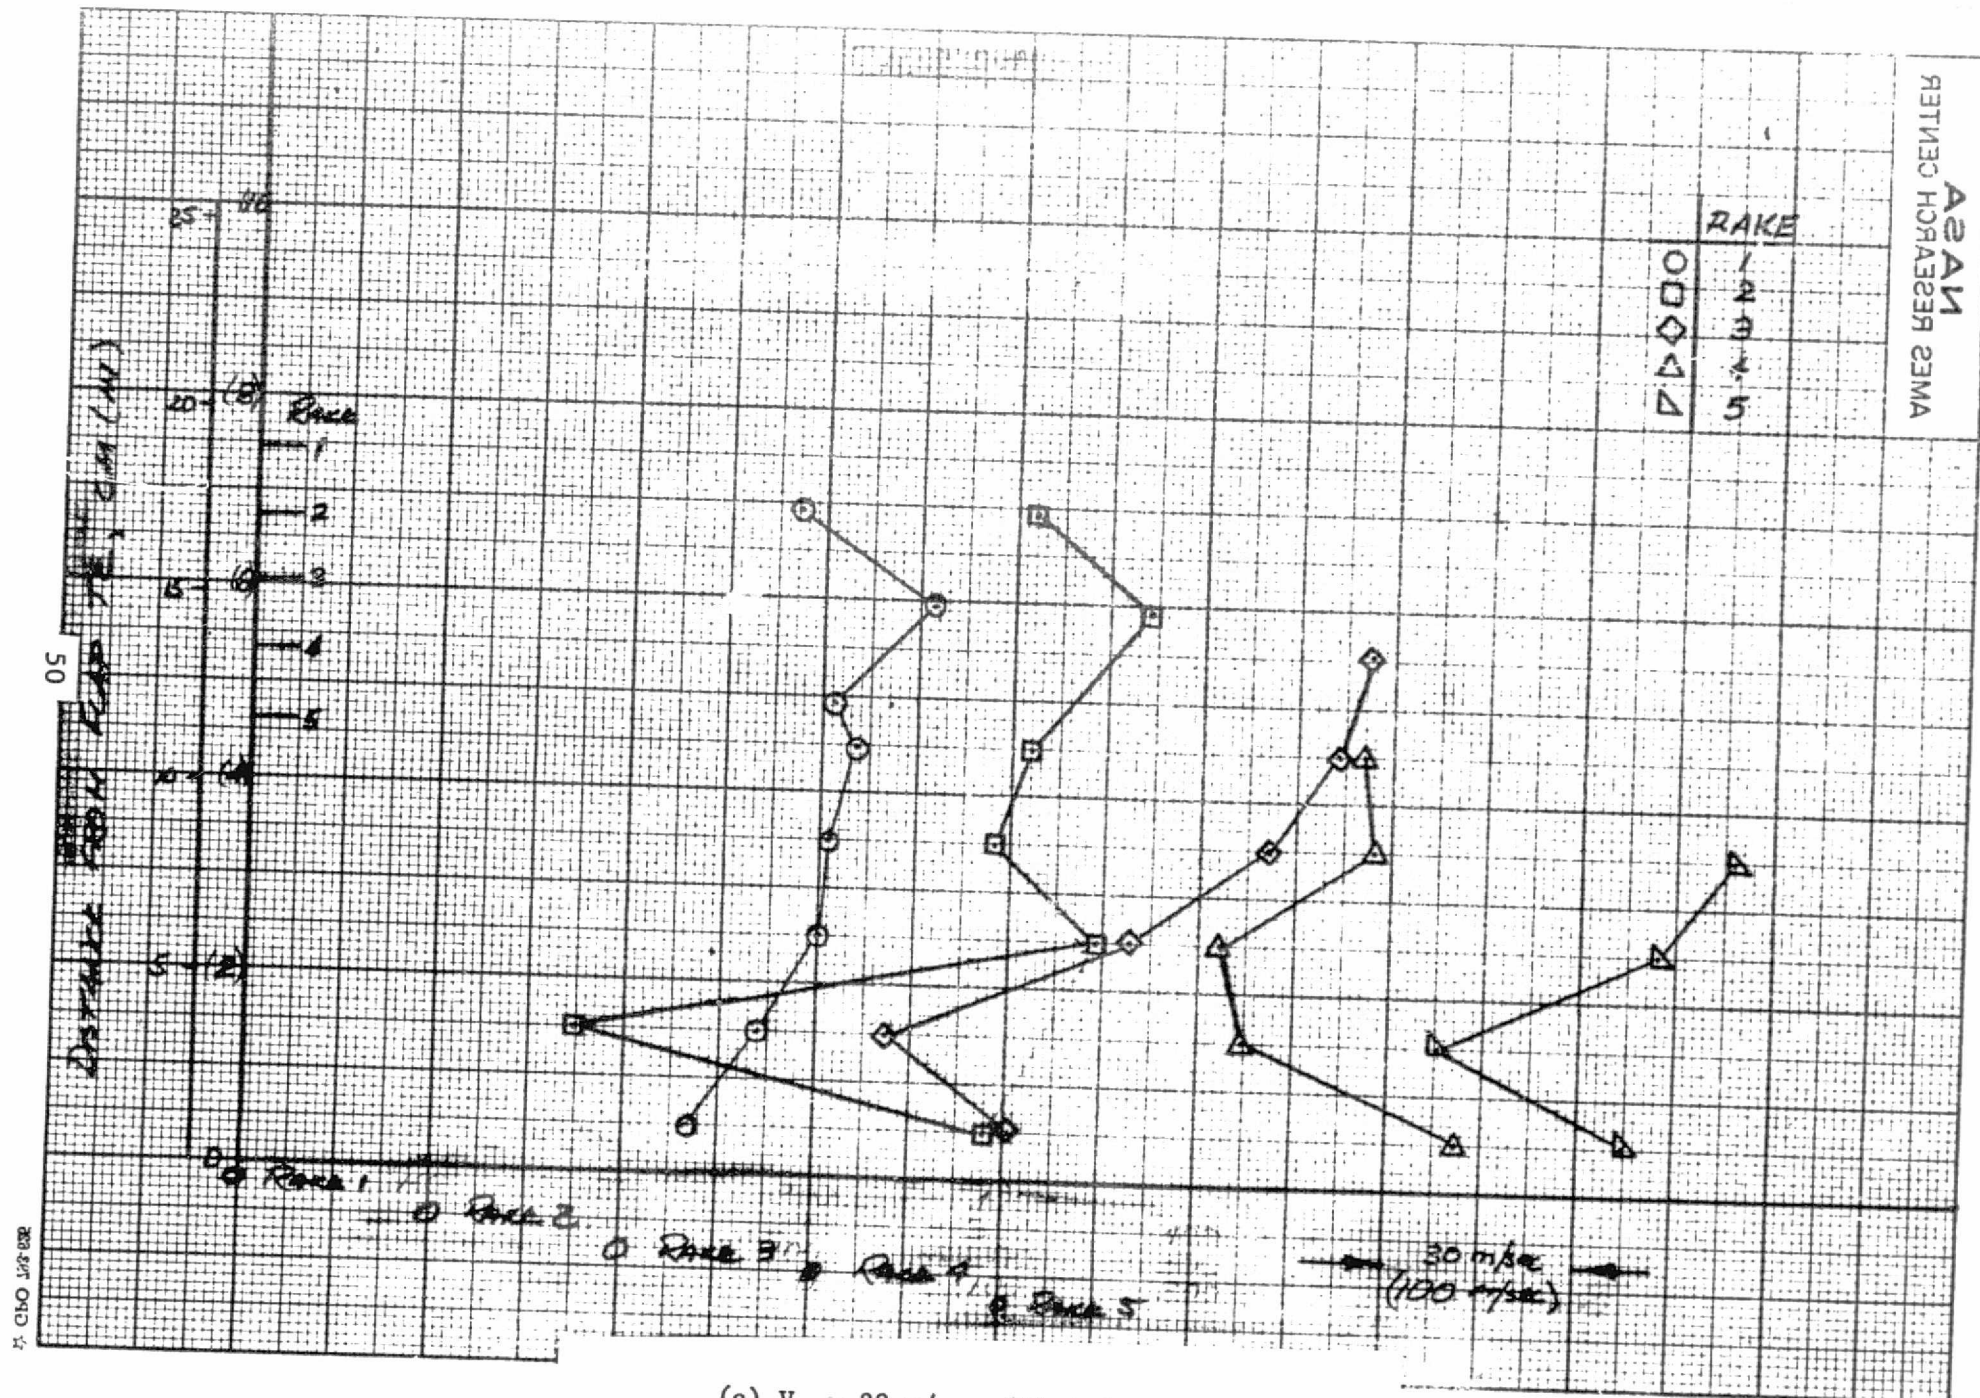 NASA
AMES RESEARCH CENTER
RAKE
1
2
3
4
5
25
20 (8)
15 (6)
10 (4)
5 (2)
0
RAKE
1
2
3
4
5
DISTANCE FROM FLAP TE, CM (IN)
50
RAKE 1
RAKE 2
RAKE 3
RAKE 4
RAKE 5
30 m/sec
(100 f/sec)